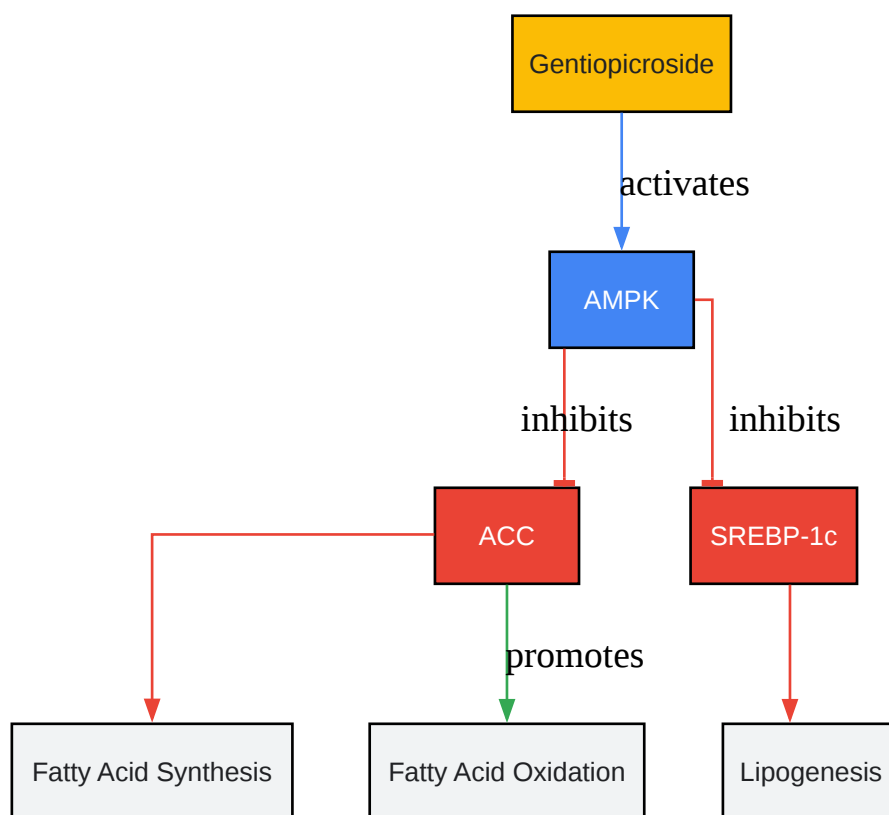 Gentiopicroside
activates
AMPK
inhibits
inhibits
ACC
SREBP-1c
promotes
Fatty Acid Synthesis
Fatty Acid Oxidation
Lipogenesis